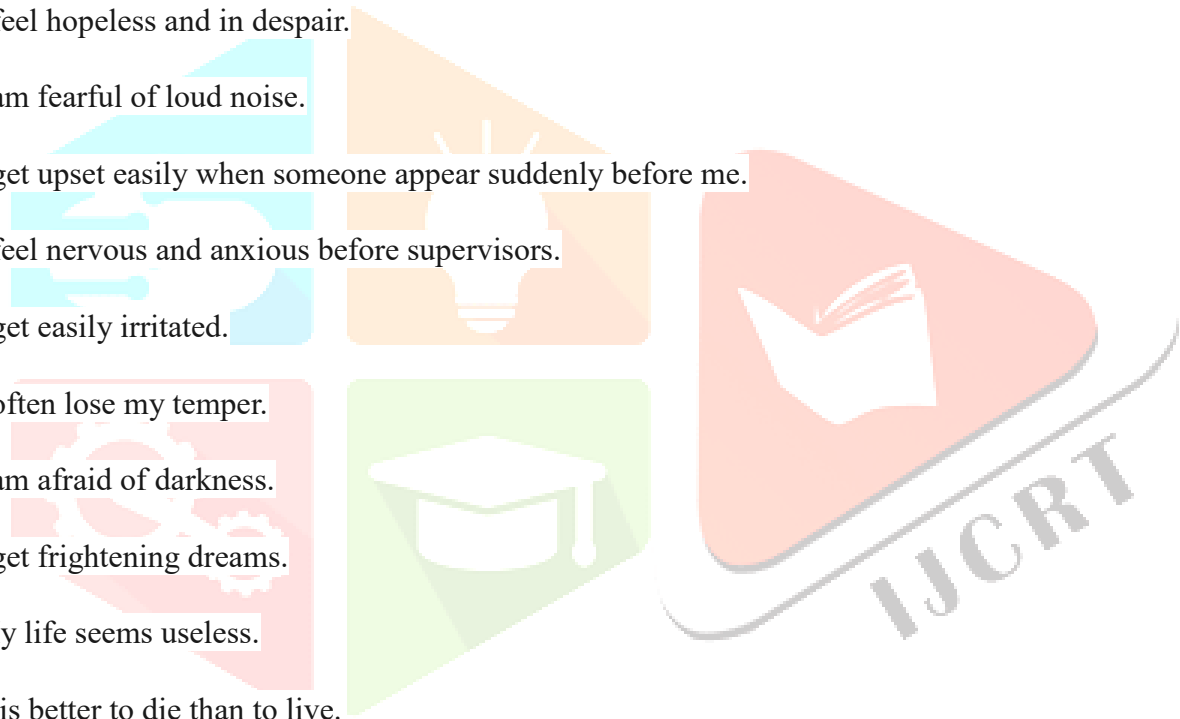 feel hopeless and in despair.
am fearful of loud noise.
get upset easily when someone appear suddenly before me.
feel nervous and anxious before supervisors.
get easily irritated.
often lose my temper.
am afraid of darkness.
get frightening dreams.
y life seems useless.
is better to die than to live.
IJCRT